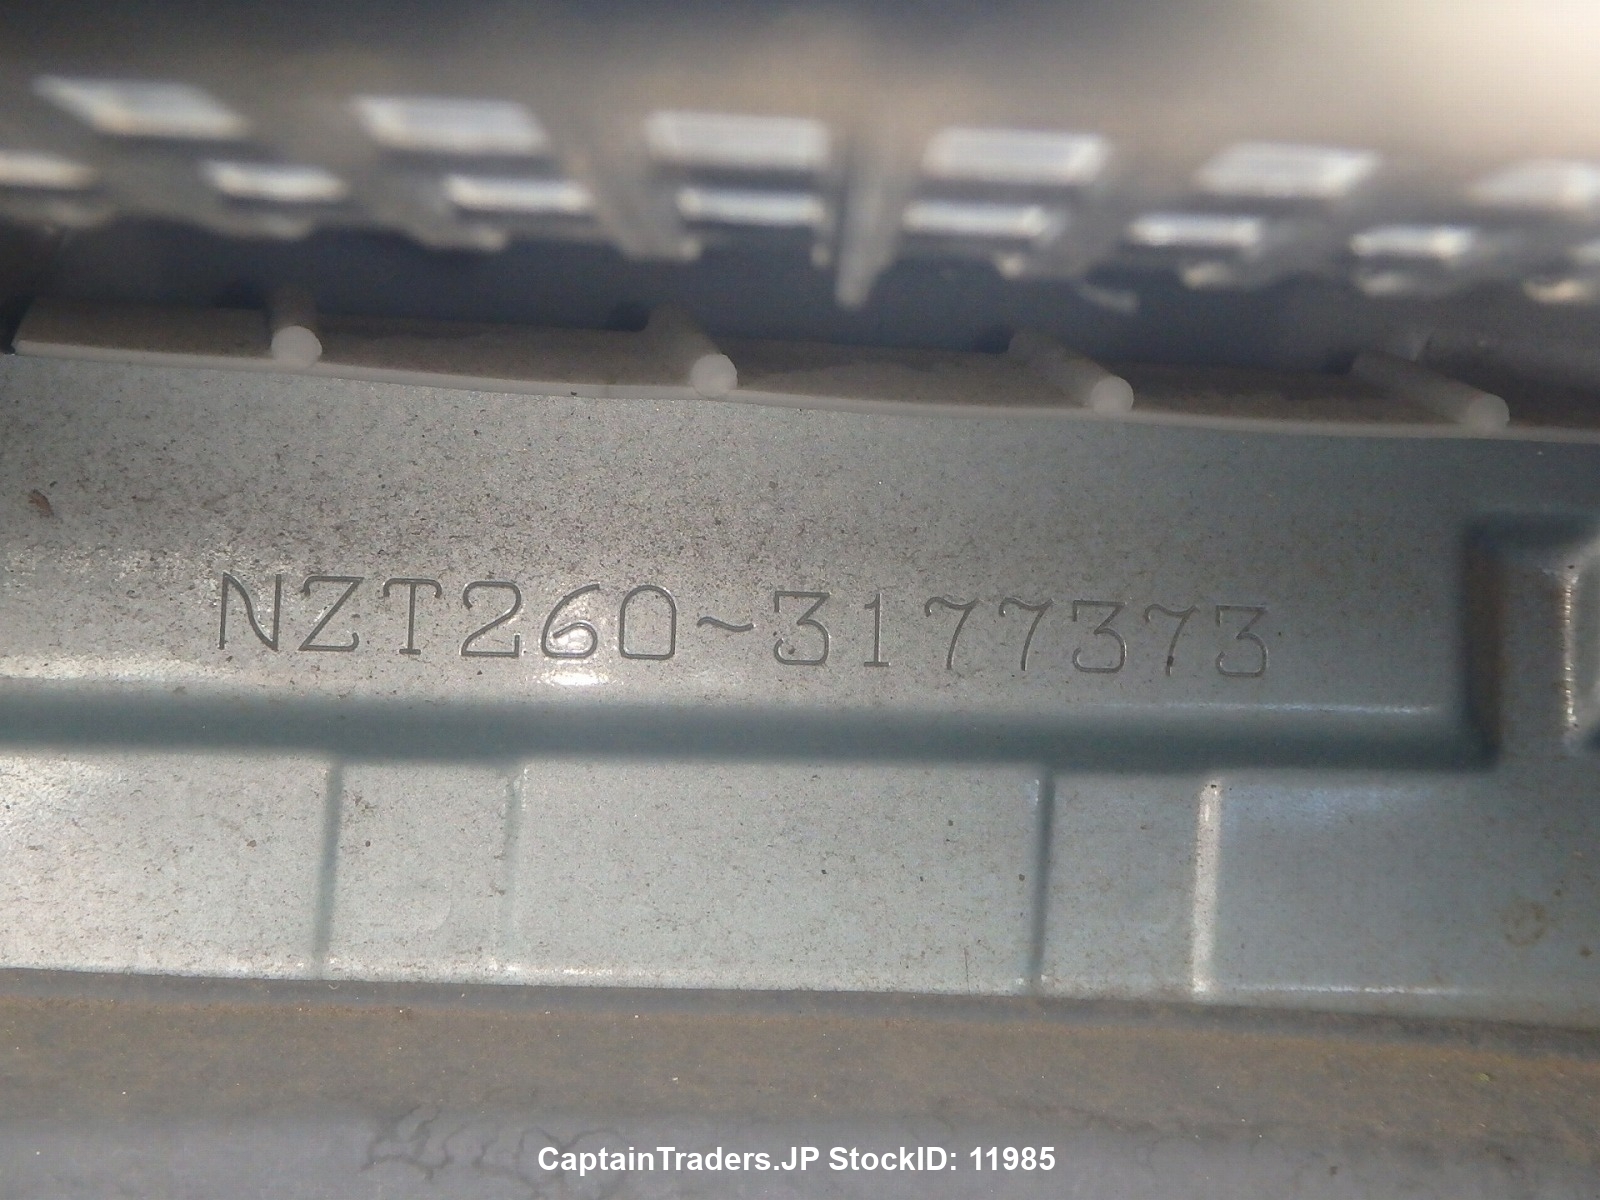 NZT260~3177373
CaptainTraders.JP StockID: 11985